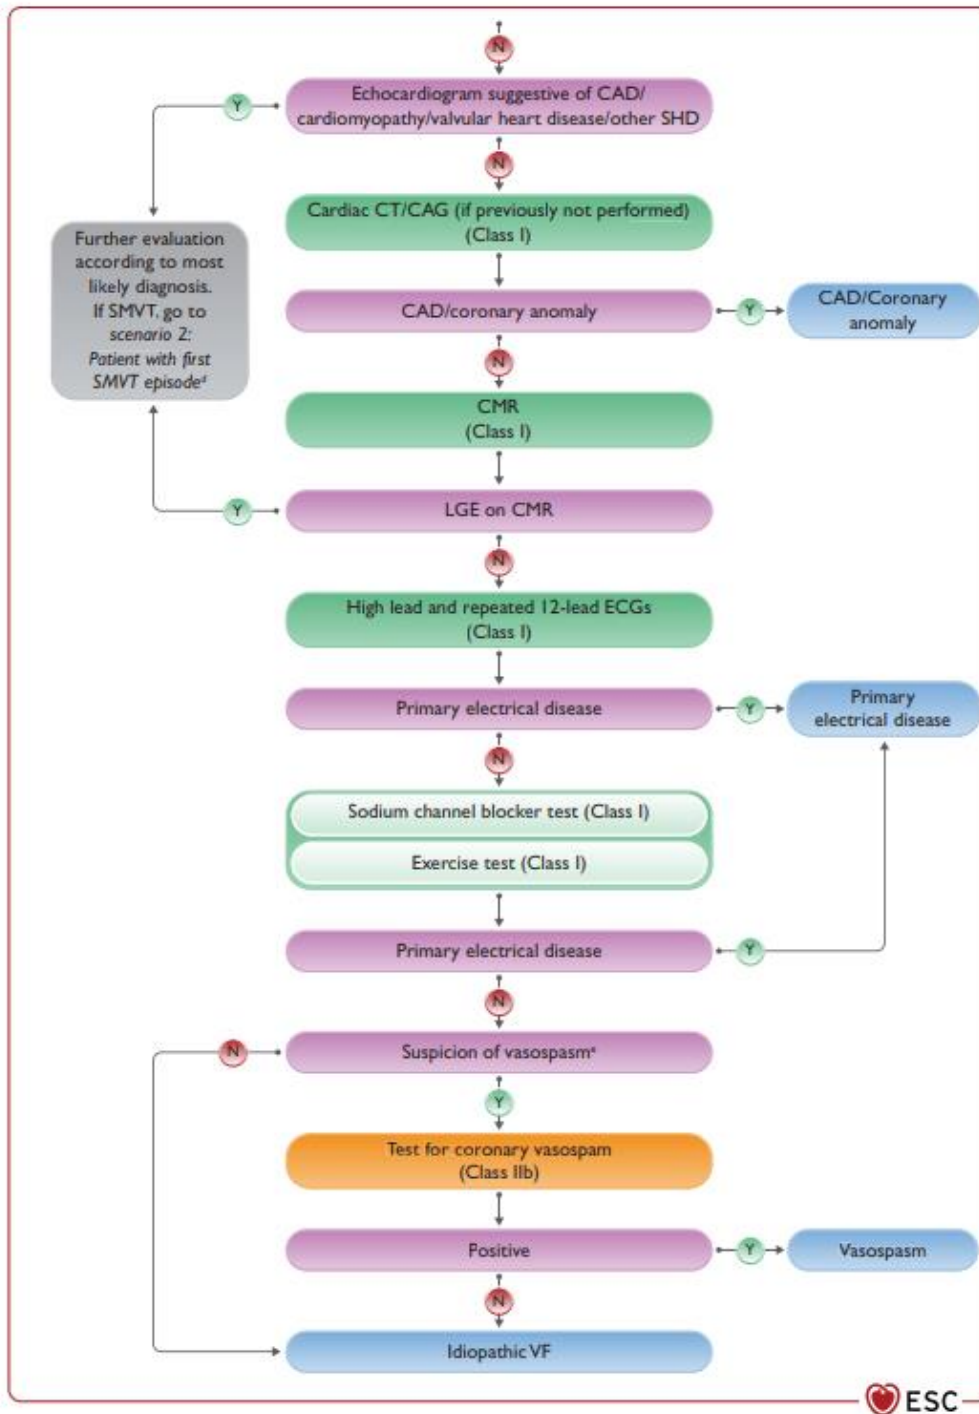 N
Echocardiogram suggestive of CAD/
cardiomyopathy/valvular heart disease/other SHD
Y
N
Cardiac CT/CAG (if previously not performed)
(Class I)
Further evaluation
according to most
likely diagnosis.
If SMVT, go to
scenario 2:
Patient with first
SMVT episodeᵈ
CAD/coronary anomaly
Y
CAD/Coronary
anomaly
N
CMR
(Class I)
LGE on CMR
Y
N
High lead and repeated 12-lead ECGs
(Class I)
Primary electrical disease
Y
Primary
electrical disease
N
Sodium channel blocker test (Class I)
Exercise test (Class I)
Primary electrical disease
Y
N
Suspicion of vasospasmᵉ
N
Y
Test for coronary vasospam
(Class IIb)
Positive
Y
Vasospasm
N
Idiopathic VF
ESC